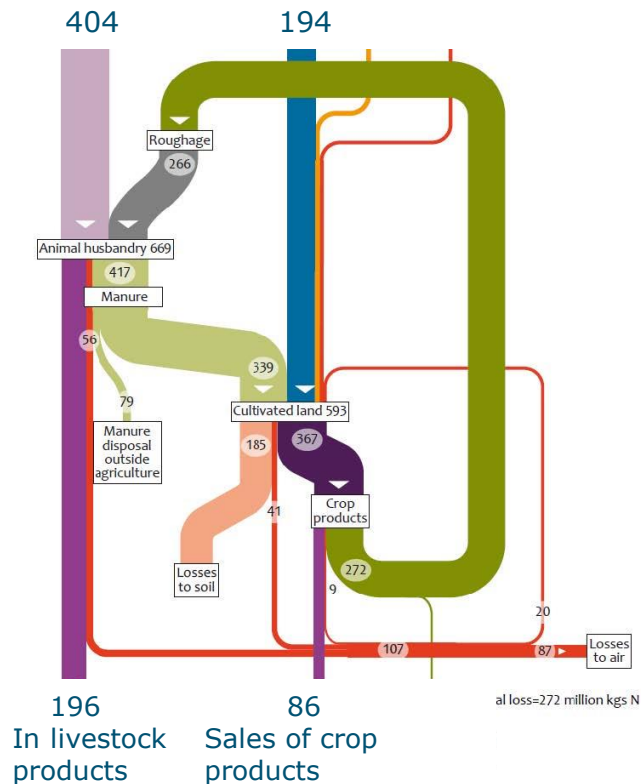 404
194
Roughage
266
Animal husbandry 669
417
Manure
56
339
79
Cultivated land 593
Manure
disposal
outside
agriculture
185
367
41
Crop
products
Losses
to soil
272
9
20
107
87
Losses
to air
al loss=272 million kgs N
196
In livestock
products
86
Sales of crop
products